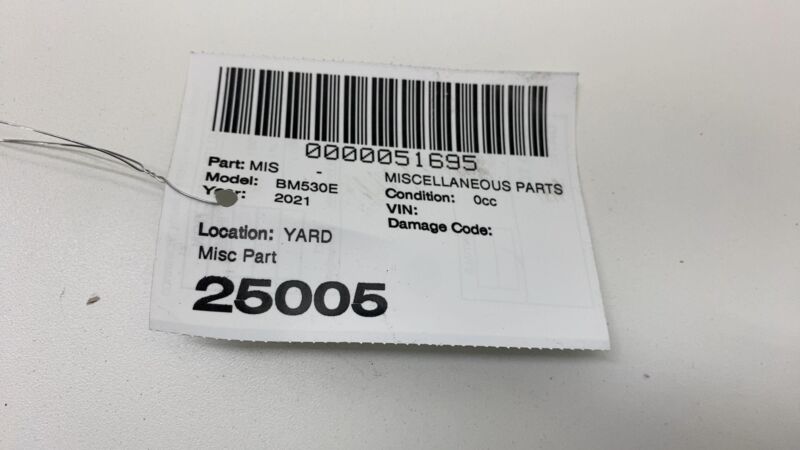 0000051695
Part: MIS - MISCELLANEOUS PARTS
Model: BM530E Condition: 0cc
Year: 2021 VIN:
Damage Code:
Location: YARD
Misc Part
25005